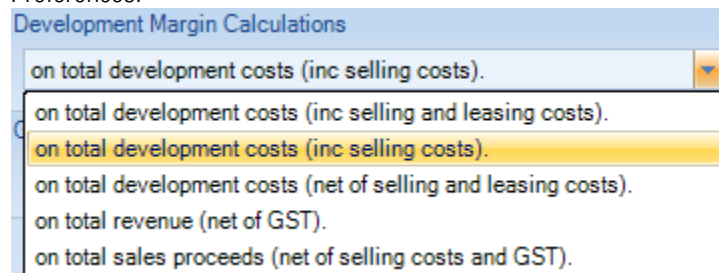 Development Margin Calculations
on total development costs (inc selling costs).
on total development costs (inc selling and leasing costs).
on total development costs (inc selling costs).
on total development costs (net of selling and leasing costs).
on total revenue (net of GST).
on total sales proceeds (net of selling costs and GST).